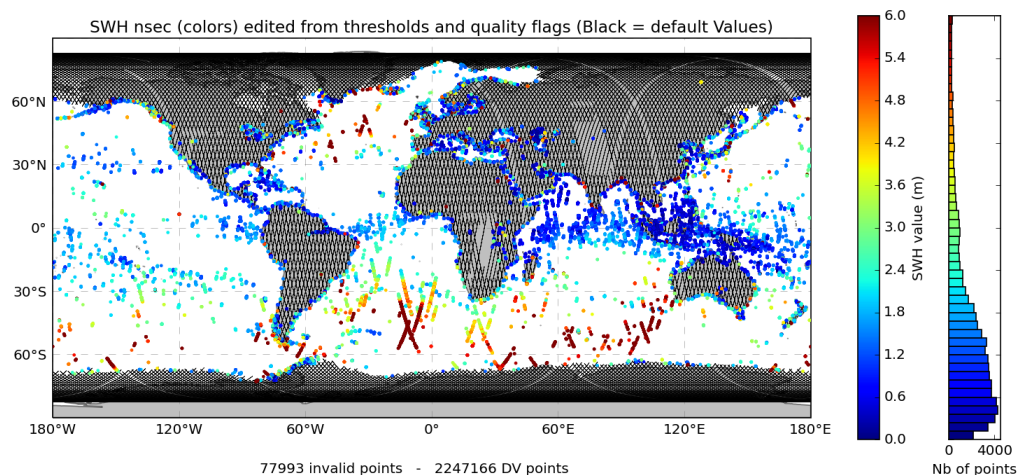 SWH nsec (colors) edited from thresholds and quality flags (Black = default Values)
60°N
30°N
0°
30°S
60°S
180°W 120°W 60°W 0° 60°E 120°E 180°E
77993 invalid points - 2247166 DV points
6.0
5.4
4.8
4.2
3.6
3.0
2.4
1.8
1.2
0.6
0.0
SWH value (m)
0 4000
Nb of points